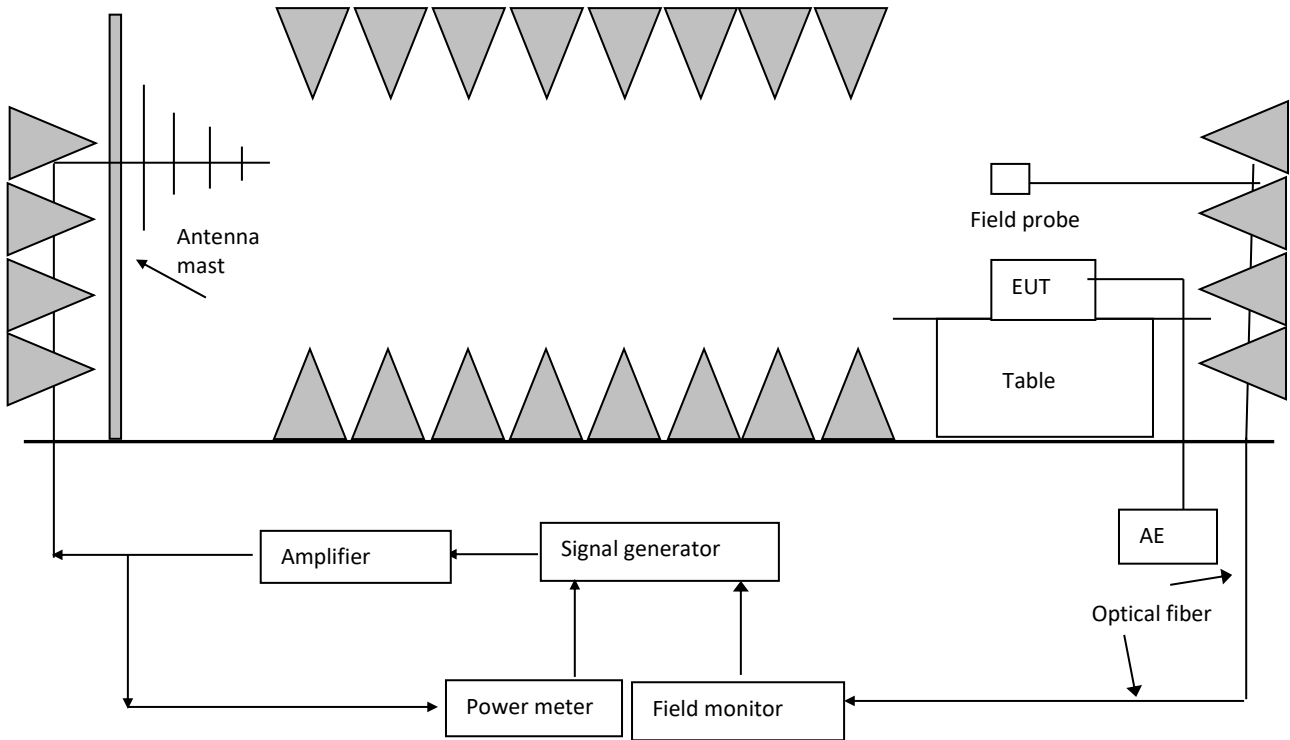 Field probe
Antenna
mast
EUT
Table
AE
Signal generator
Amplifier
Optical fiber
Power meter
Field monitor